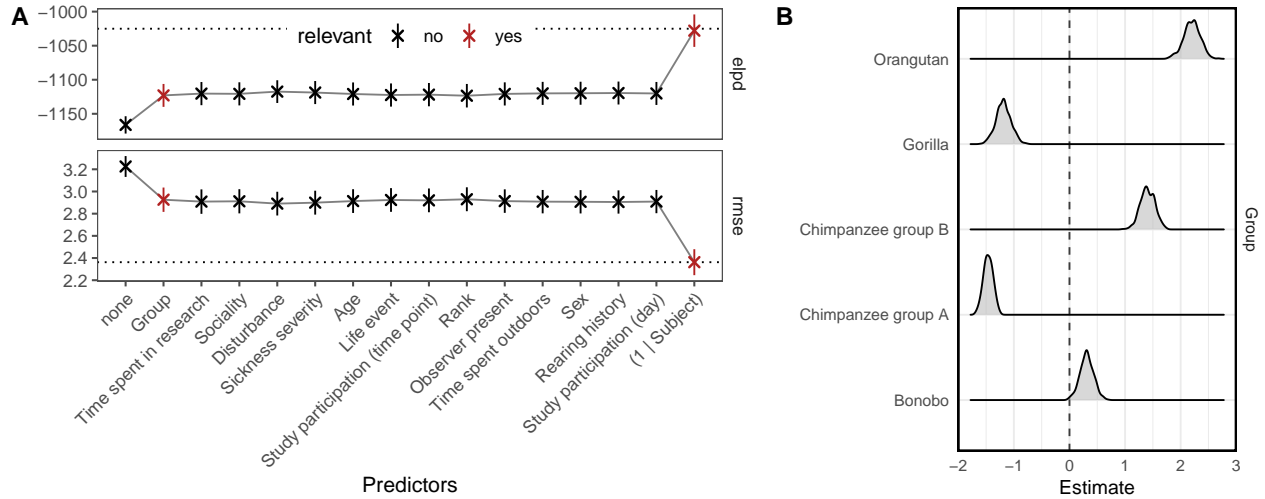 A
−1000
−1050
−1100
−1150
relevant no yes
elpd
3.2
3.0
2.8
2.6
2.4
2.2
rmse
none
Group
Time spent in research
Sociality
Disturbance
Sickness severity
Age
Life event
Study participation (time point)
Rank
Observer present
Time spent outdoors
Sex
Rearing history
Study participation (day)
(1 | Subject)
Predictors
B
Orangutan
Gorilla
Chimpanzee group B
Chimpanzee group A
Bonobo
Group
−2 −1 0 1 2 3
Estimate